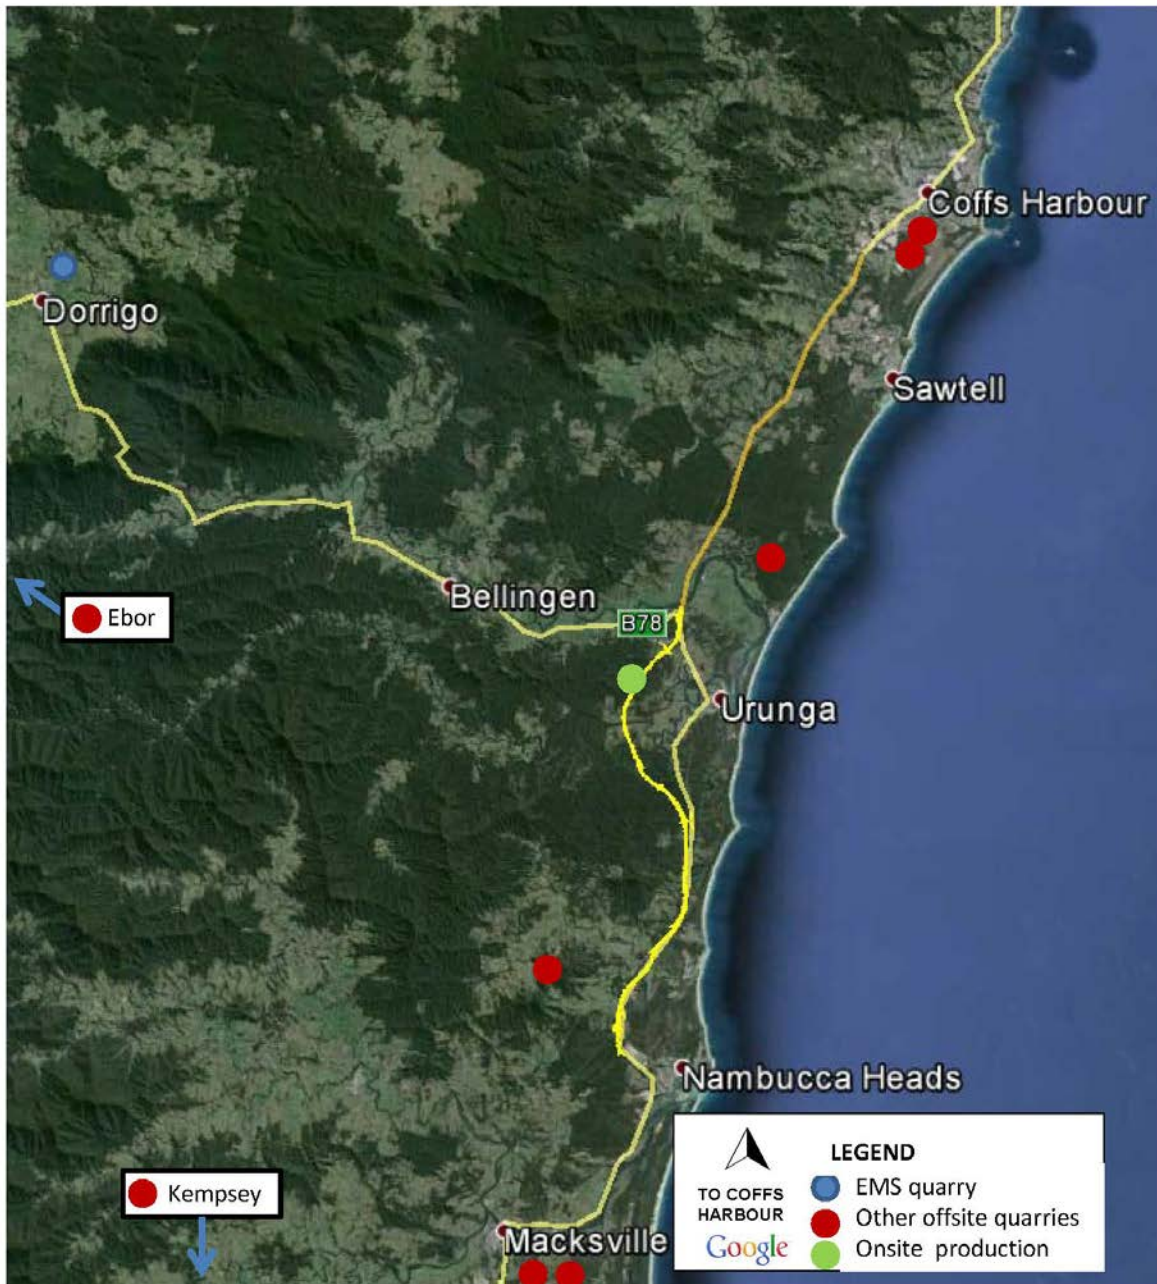 Coffs Harbour
Dorrigo
Sawtell
Bellingen
Ebor
B78
Urunga
Nambucca Heads
Kempsey
Macksville
TO COFFS
HARBOUR
Google
LEGEND
EMS quarry
Other offsite quarries
Onsite production